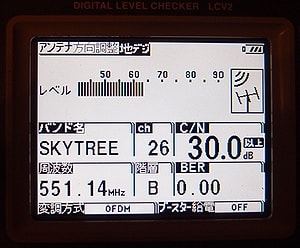 DIGITAL LEVEL CHECKER LCV2
アンテナ方向調整 地デジ
50 60 70 80 90
レベル
バンド名 ch C/N
SKYTREE 26 30.0 dB 以上
周波数 階層 BER
551.14 MHz B 0.00
変調方式 OFDM ブースター給電 OFF